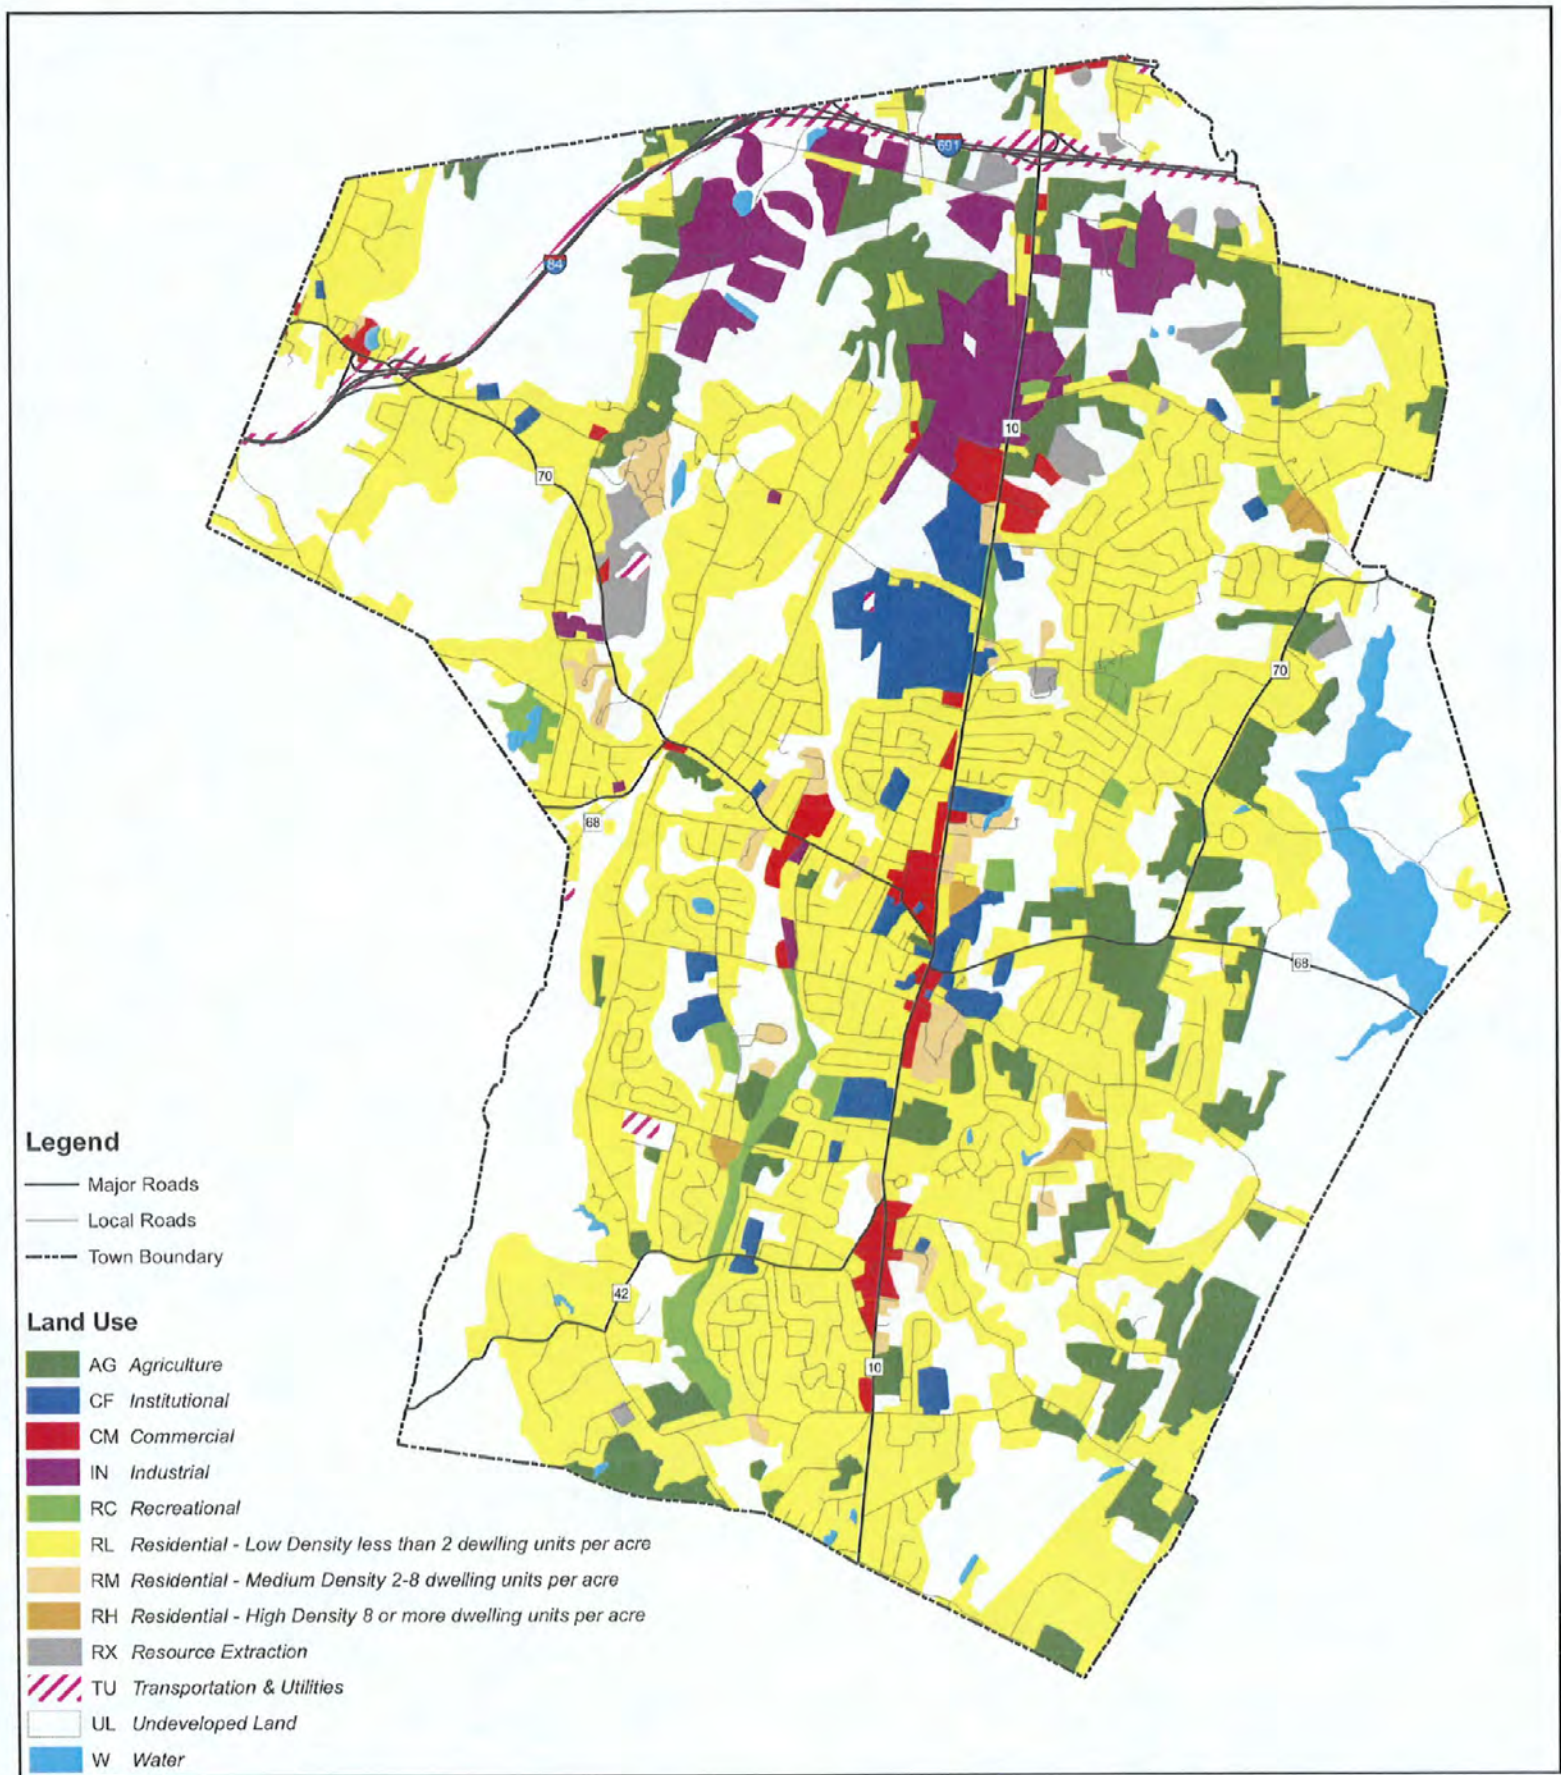 691
84
10
70
70
68
68
42
10
Legend
Major Roads
Local Roads
Town Boundary
Land Use
AG Agriculture
CF Institutional
CM Commercial
IN Industrial
RC Recreational
RL Residential - Low Density less than 2 dewlling units per acre
RM Residential - Medium Density 2-8 dwelling units per acre
RH Residential - High Density 8 or more dwelling units per acre
RX Resource Extraction
TU Transportation & Utilities
UL Undeveloped Land
W Water